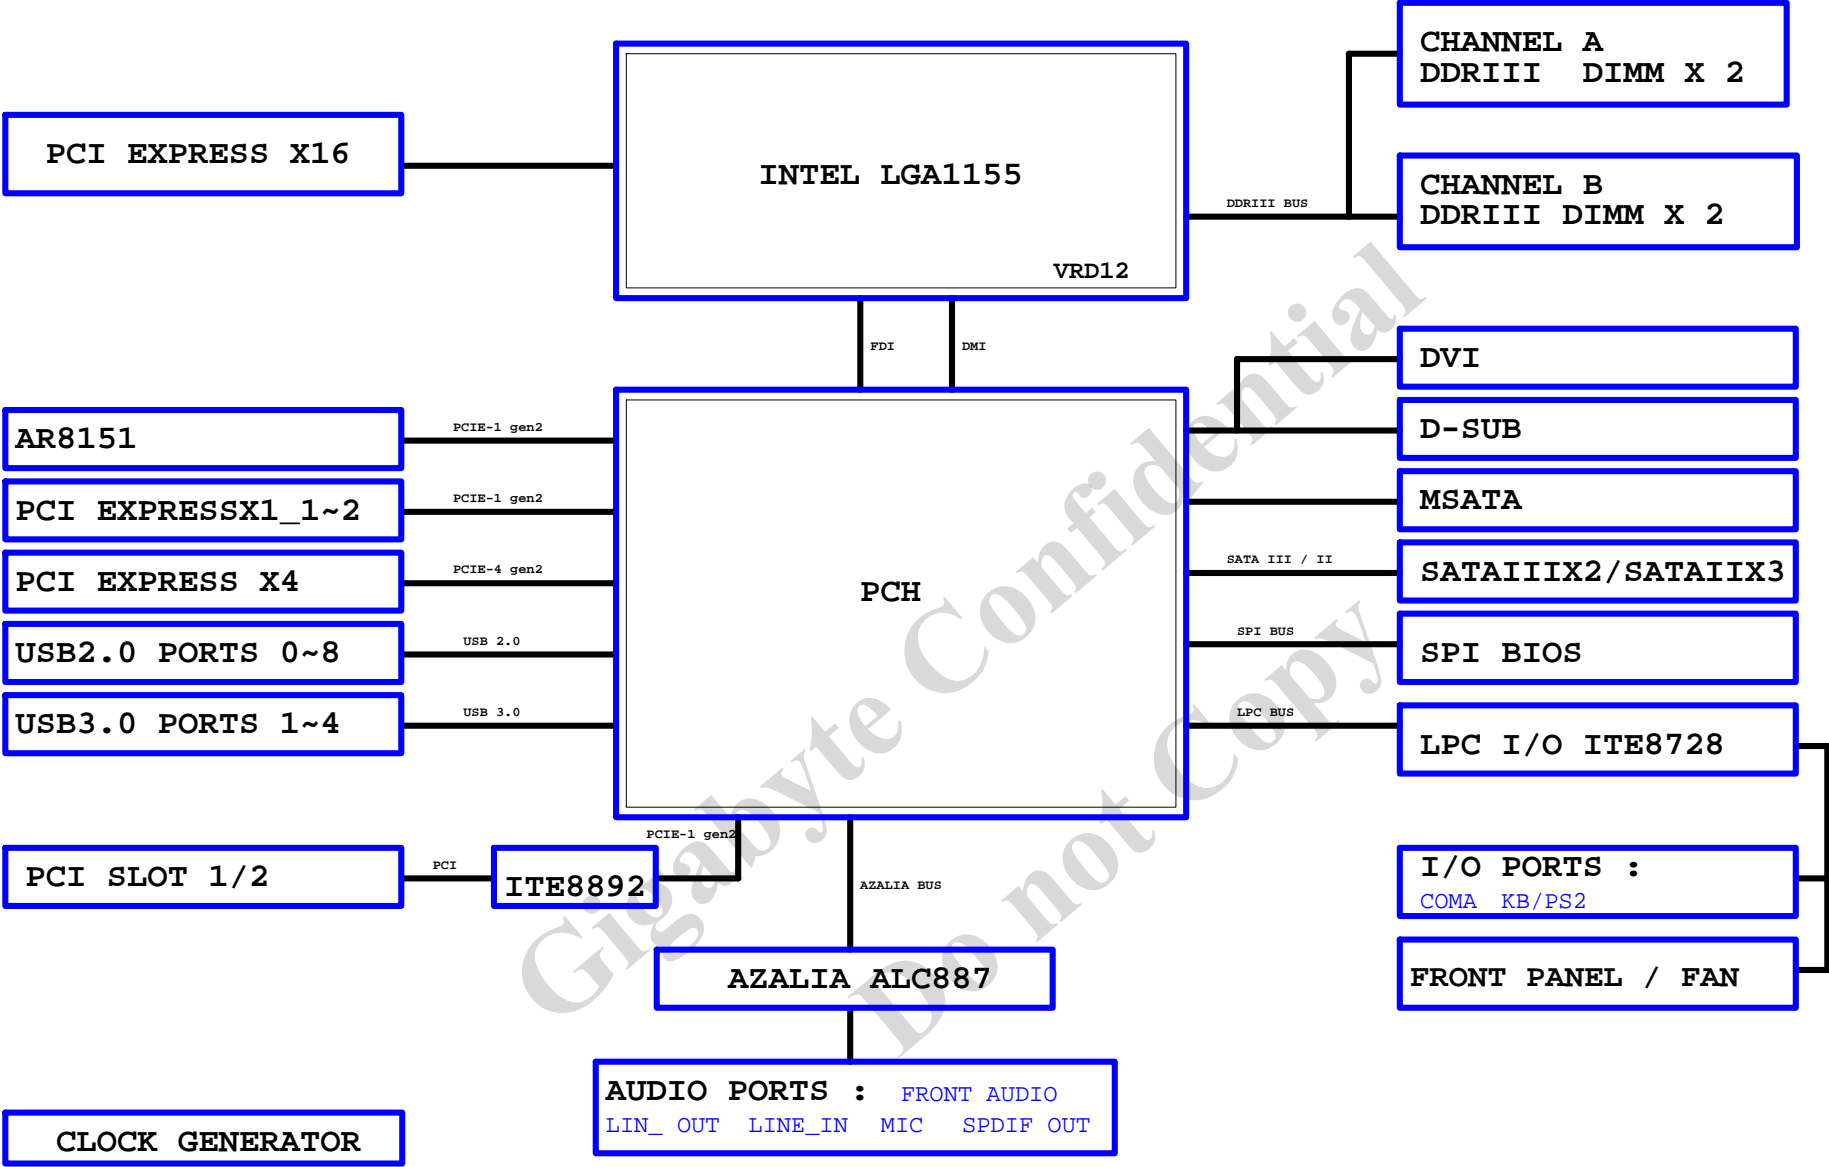 CHANNEL A
DDRIII DIMM X 2
PCI EXPRESS X16
INTEL LGA1155
VRD12
DDRIII BUS
CHANNEL B
DDRIII DIMM X 2
FDI
DMI
DVI
D-SUB
MSATA
SATA III / II
SATAIIIX2/SATAIIX3
SPI BUS
SPI BIOS
LPC BUS
LPC I/O ITE8728
AR8151
PCIE-1 gen2
PCI EXPRESSX1_1~2
PCIE-1 gen2
PCI EXPRESS X4
PCIE-4 gen2
USB2.0 PORTS 0~8
USB 2.0
USB3.0 PORTS 1~4
USB 3.0
PCH
PCI SLOT 1/2
PCI
ITE8892
PCIE-1 gen2
AZALIA BUS
I/O PORTS :
COMA KB/PS2
FRONT PANEL / FAN
AZALIA ALC887
AUDIO PORTS : FRONT AUDIO
LIN_ OUT LINE_IN MIC SPDIF OUT
CLOCK GENERATOR
Gigabyte Confidential
Do not Copy